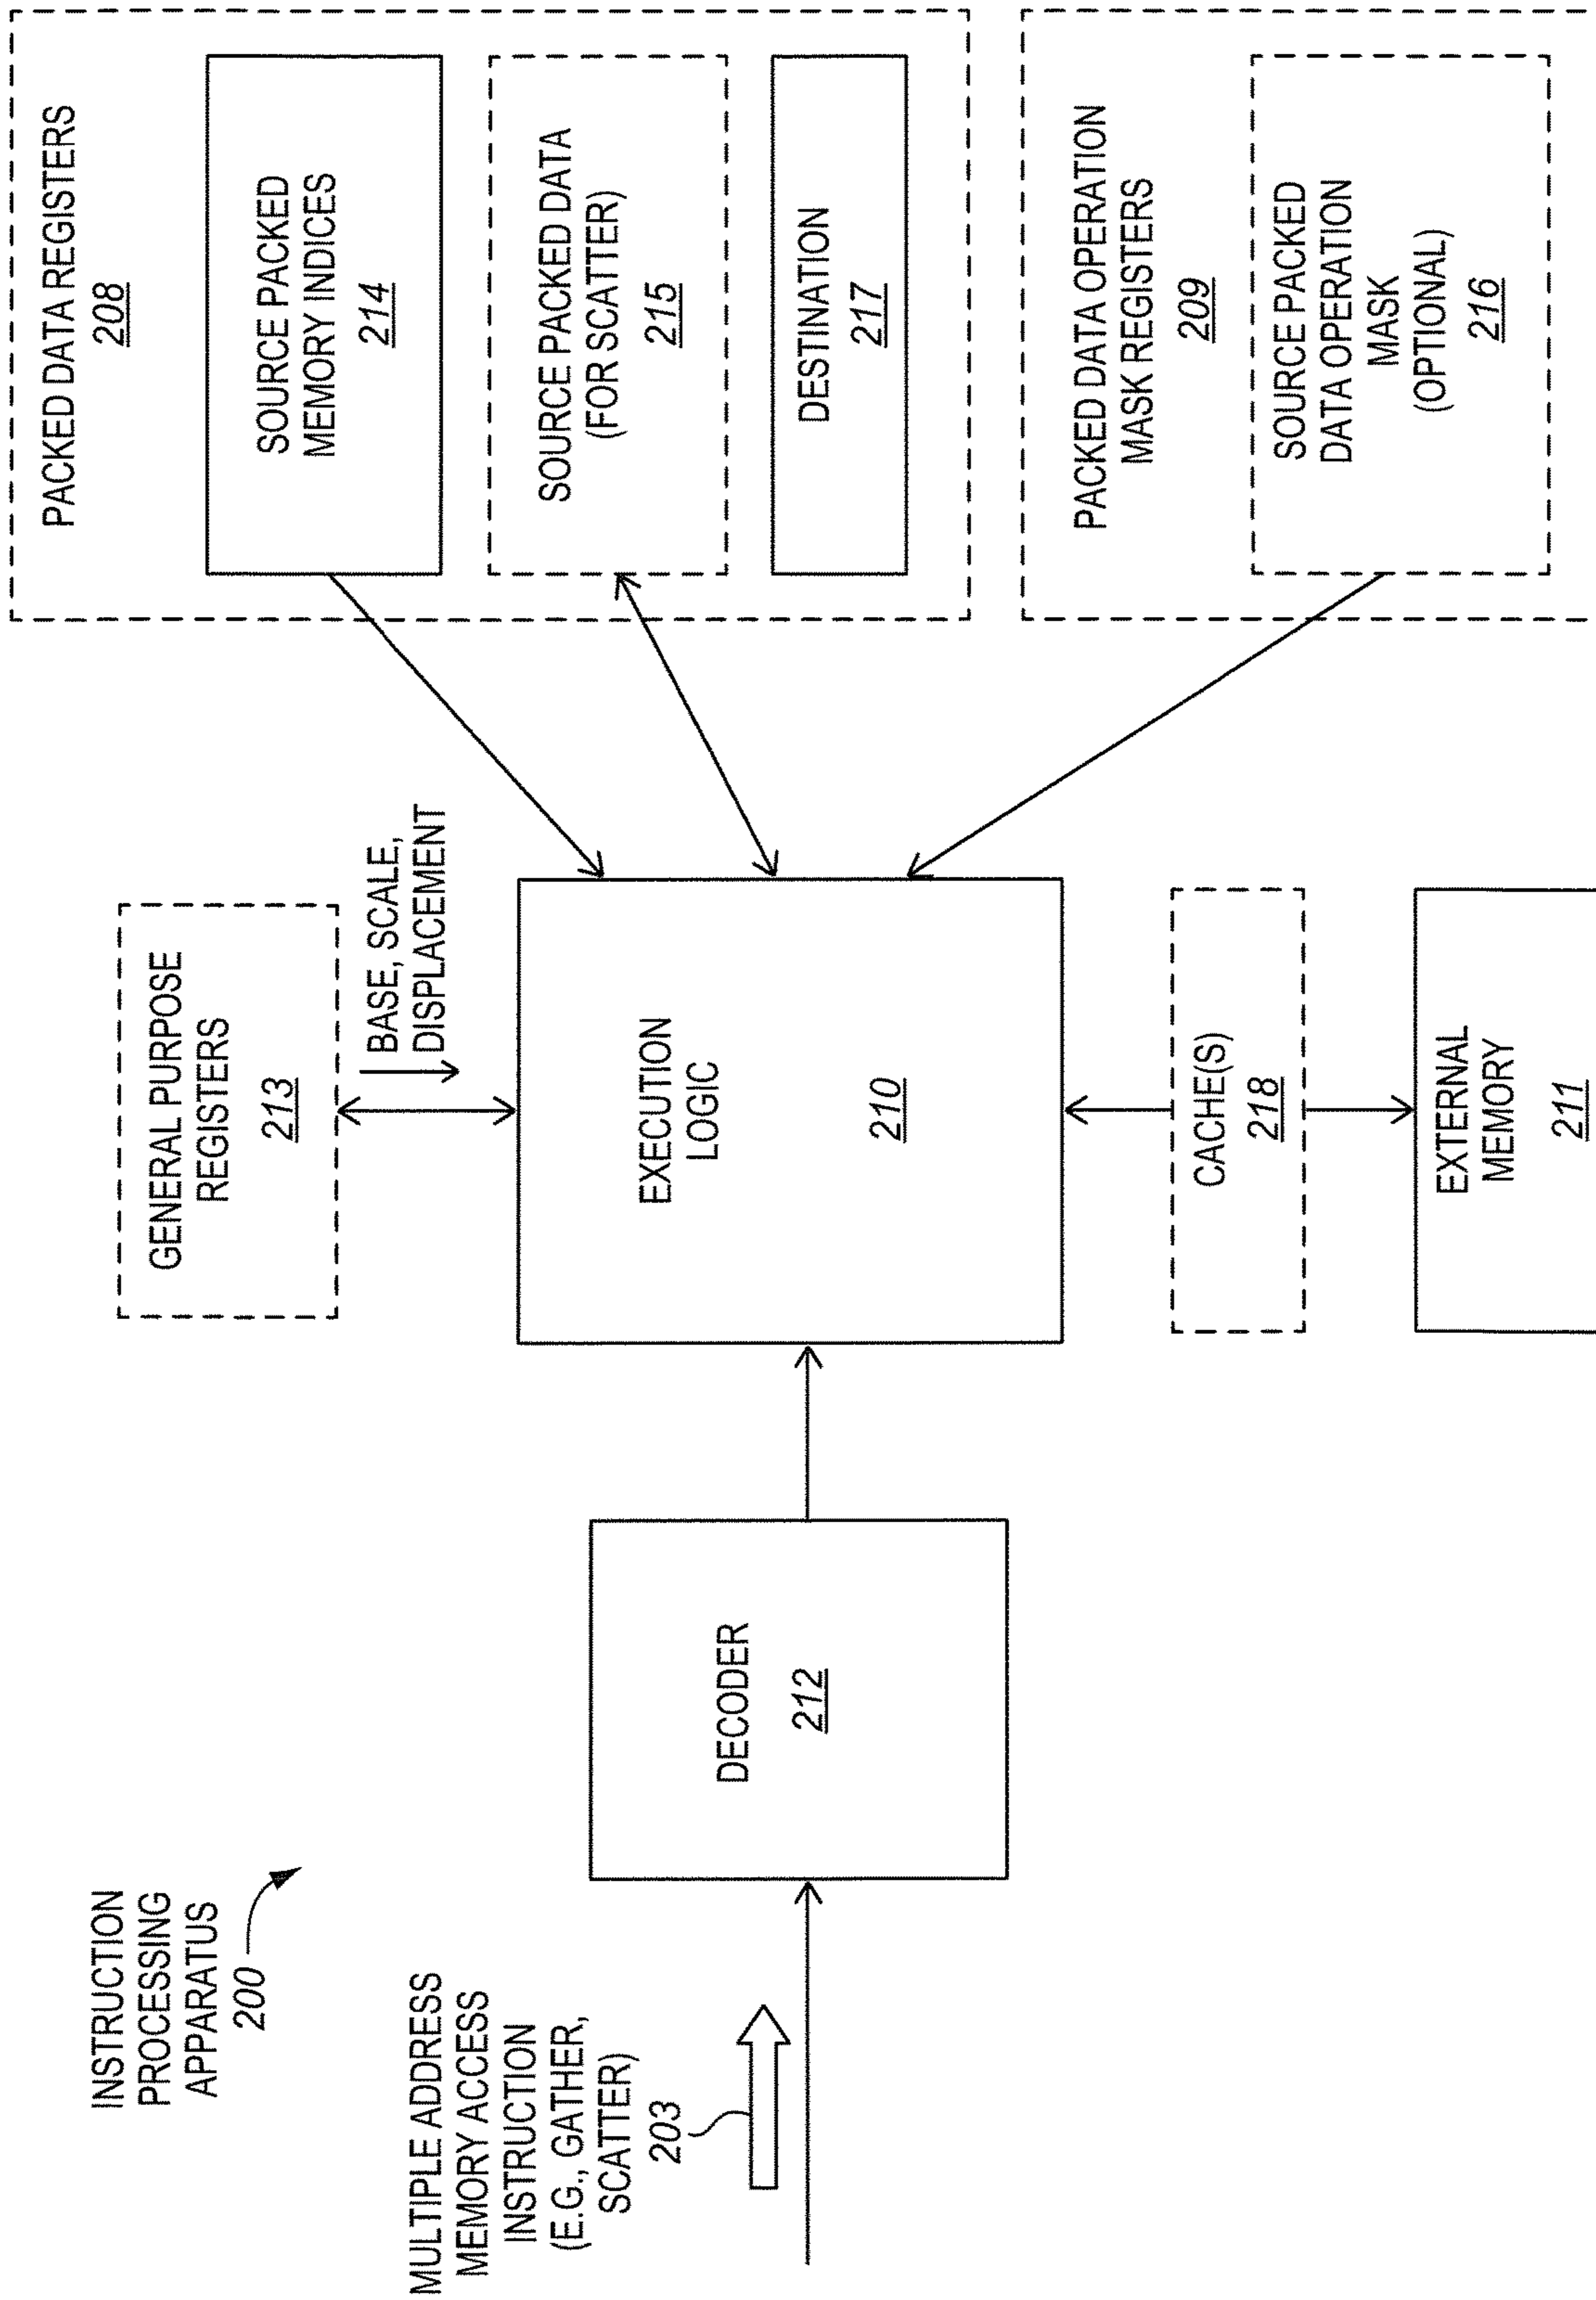 INSTRUCTION
PROCESSING
APPARATUS
200
MULTIPLE ADDRESS
MEMORY ACCESS
INSTRUCTION
(E.G., GATHER,
SCATTER)
203
DECODER
212
GENERAL PURPOSE
REGISTERS
213
BASE, SCALE,
DISPLACEMENT
EXECUTION
LOGIC
210
CACHE(S)
218
EXTERNAL
MEMORY
211
PACKED DATA REGISTERS
208
SOURCE PACKED
MEMORY INDICES
214
SOURCE PACKED DATA
(FOR SCATTER)
215
DESTINATION
217
PACKED DATA OPERATION
MASK REGISTERS
209
SOURCE PACKED
DATA OPERATION
MASK
(OPTIONAL)
216